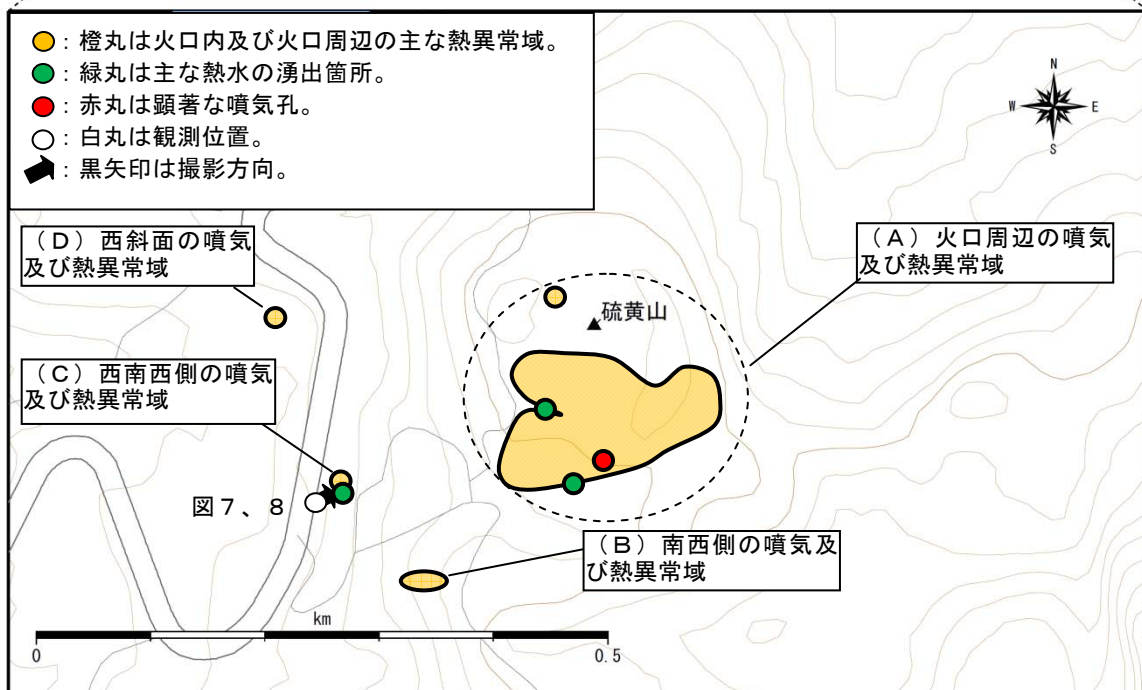 ：橙丸は火口内及び火口周辺の主な熱異常域。
：緑丸は主な熱水の湧出箇所。
：赤丸は顕著な噴気孔。
：白丸は観測位置。
：黒矢印は撮影方向。
N
W
E
S
（Ｄ）西斜面の噴気
及び熱異常域
（Ａ）火口周辺の噴気
及び熱異常域
硫黄山
（Ｃ）西南西側の噴気
及び熱異常域
図７、８
（Ｂ）南西側の噴気及
び熱異常域
km
0
0.5